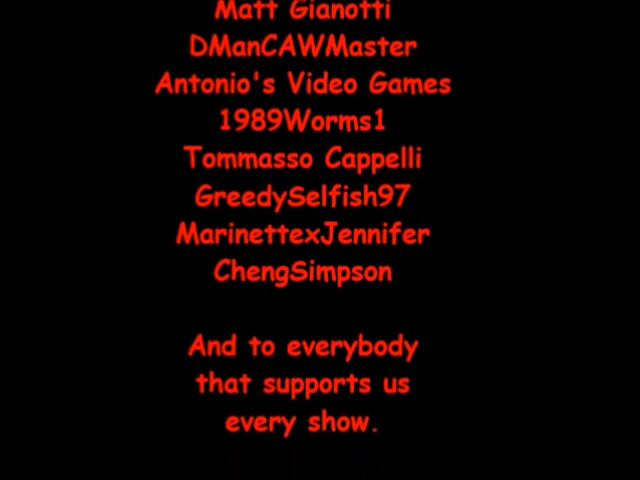 Matt Gianotti
DManCAWMaster
Antonio's Video Games
1989Worms1
Tommasso Cappelli
GreedySelfish97
MarinettexJennifer
ChengSimpson
And to everybody
that supports us
every show.